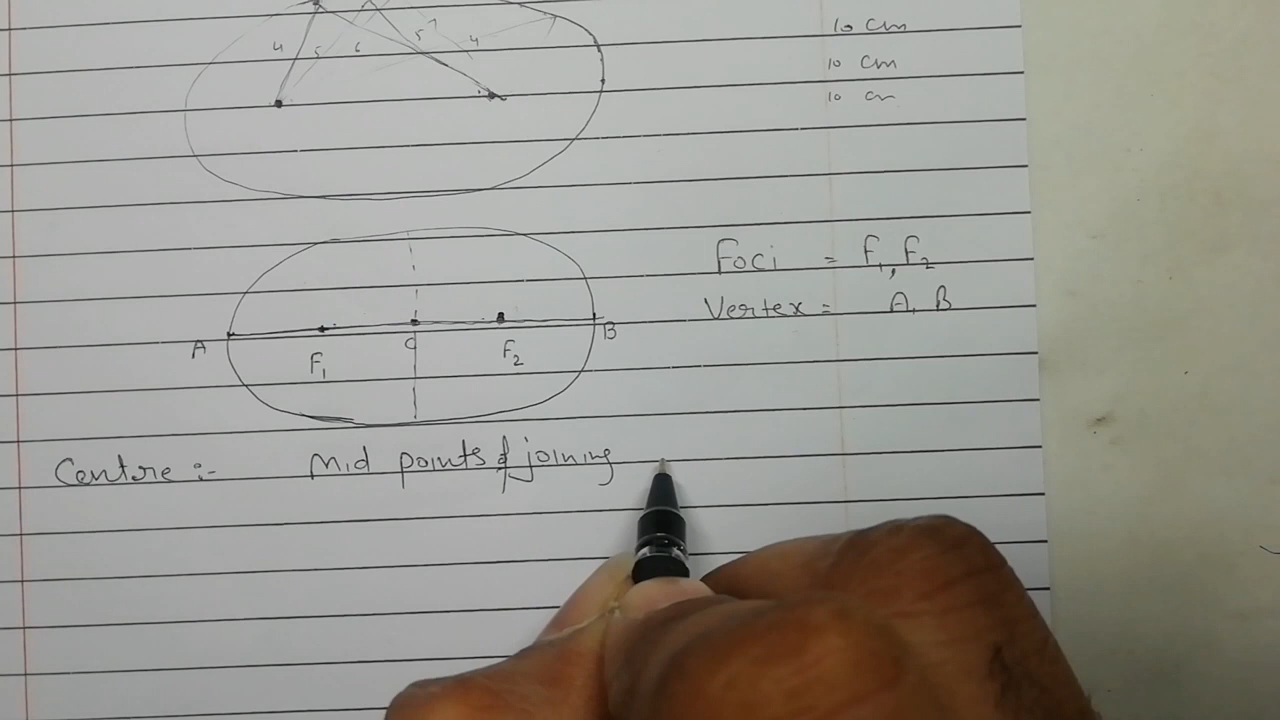 10 cm
4 5 6 5 7 4
10 cm
10 cm
Foci = F1, F2
Vertex = A, B
A F1 C F2 B
Centre :- Mid points of joining